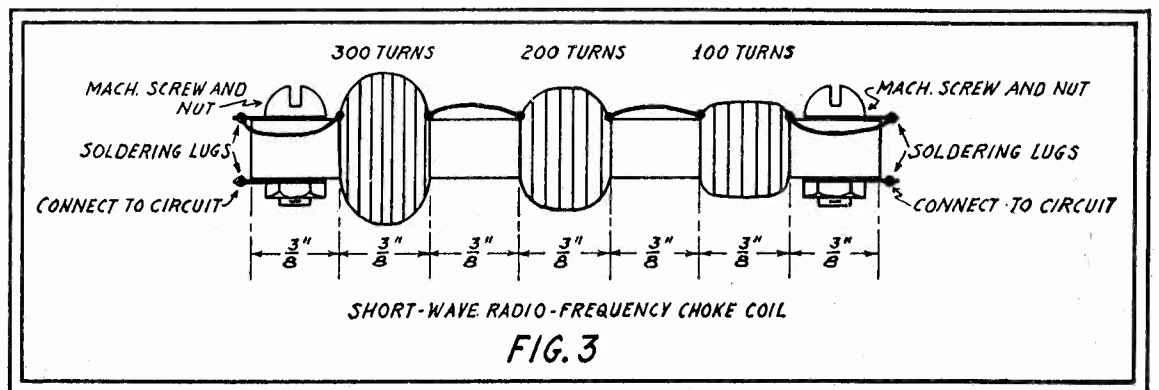 300 TURNS 200 TURNS 100 TURNS
MACH. SCREW AND
NUT
MACH. SCREW AND NUT
SOLDERING LUGS
SOLDERING LUGS
CONNECT TO CIRCUIT
CONNECT TO CIRCUIT
3/8" 3/8" 3/8" 3/8" 3/8" 3/8" 3/8"
SHORT-WAVE RADIO-FREQUENCY CHOKE COIL
FIG. 3